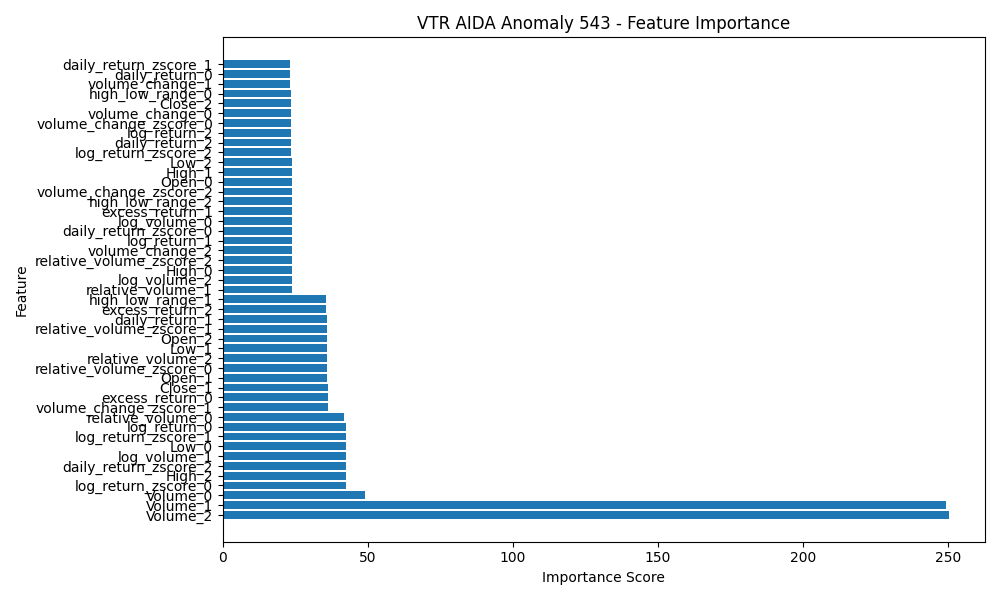 VTR AIDA Anomaly 543 - Feature Importance
daily_return_zscore_1
daily_return_0
volume_change_1
high_low_range_0
Close_2
volume_change_0
volume_change_zscore_0
log_return_2
daily_return_2
log_return_zscore_2
Low_2
High_1
Open_0
volume_change_zscore_2
high_low_range_2
excess_return_1
log_volume_0
daily_return_zscore_0
log_return_1
volume_change_2
relative_volume_zscore_2
High_0
log_volume_2
relative_volume_1
high_low_range_1
excess_return_2
daily_return_1
relative_volume_zscore_1
Open_2
Low_1
relative_volume_2
relative_volume_zscore_0
Open_1
Close_1
excess_return_0
volume_change_zscore_1
relative_volume_0
log_return_0
log_return_zscore_1
Low_0
log_volume_1
daily_return_zscore_2
High_2
log_return_zscore_0
Volume_0
Volume_1
Volume_2
Feature
0 50 100 150 200 250
Importance Score